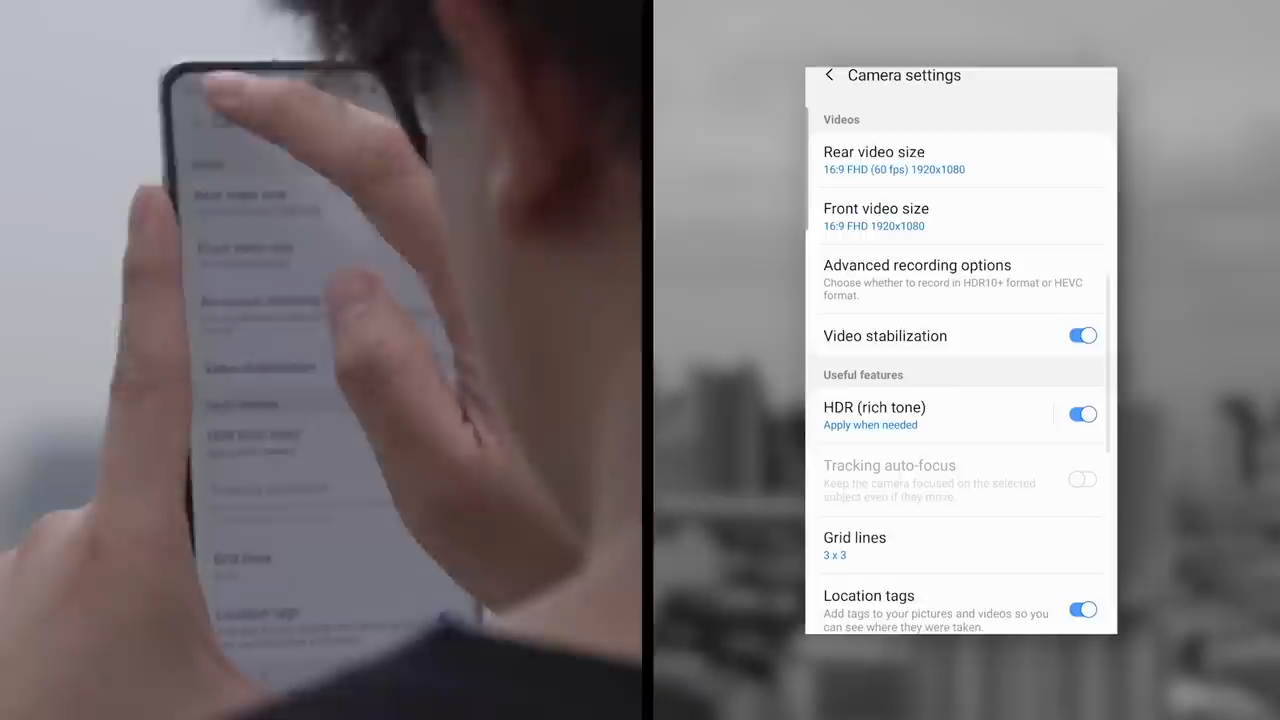 Camera settings
Videos
Rear video size
16:9 FHD (60 fps) 1920x1080
Front video size
16:9 FHD 1920x1080
Advanced recording options
Choose whether to record in HDR10+ format or HEVC
format.
Video stabilization
Useful features
HDR (rich tone)
Apply when needed
Tracking auto-focus
Keep the camera focused on the selected
subject even if they move.
Grid lines
3 x 3
Location tags
Add tags to your pictures and videos so you
can see where they were taken.